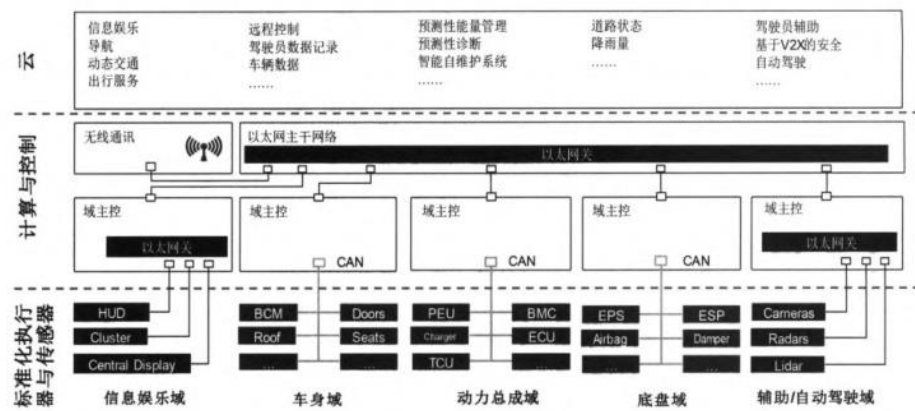 云
信息娱乐
导航
动态交通
出行服务
远程控制
驾驶员数据记录
车辆数据
……
预测性能量管理
预测性诊断
智能自维护系统
……
道路状态
降雨量
……
驾驶员辅助
基于V2X的安全
自动驾驶
……
计算与控制
无线通讯
以太网主干网络
以太网关
域主控
以太网关
域主控
CAN
域主控
CAN
域主控
CAN
域主控
以太网关
标准化执行
器与传感器
HUD
Cluster
Central Display
BCM
Doors
Roof
Seats
...
...
PEU
BMC
Charger
ECU
TCU
...
EPS
ESP
Airbag
Damper
...
...
Cameras
Radars
Lidar
信息娱乐域
车身域
动力总成域
底盘域
辅助/自动驾驶域